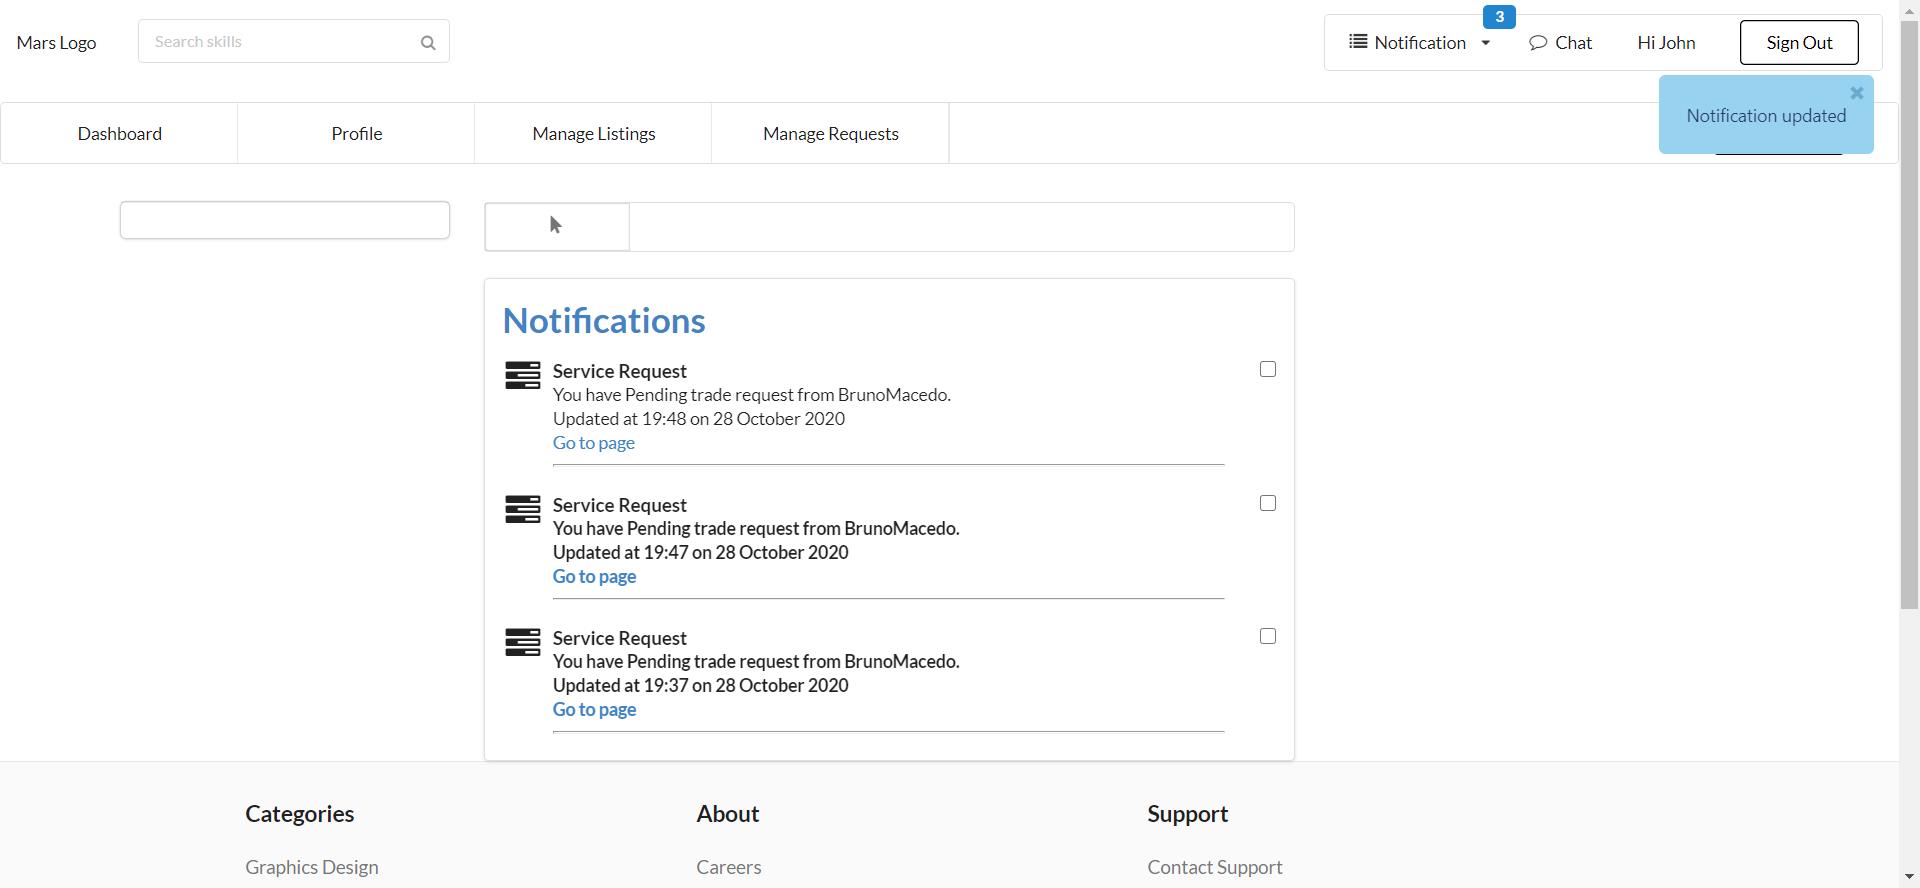 3
Mars Logo
Search skills
Notification
Chat
Hi John
Sign Out
Notification updated
Dashboard
Profile
Manage Listings
Manage Requests
Notifications
Service Request
You have Pending trade request from BrunoMacedo.
Updated at 19:48 on 28 October 2020
Go to page
Service Request
You have Pending trade request from BrunoMacedo.
Updated at 19:47 on 28 October 2020
Go to page
Service Request
You have Pending trade request from BrunoMacedo.
Updated at 19:37 on 28 October 2020
Go to page
Categories
About
Support
Graphics Design
Careers
Contact Support